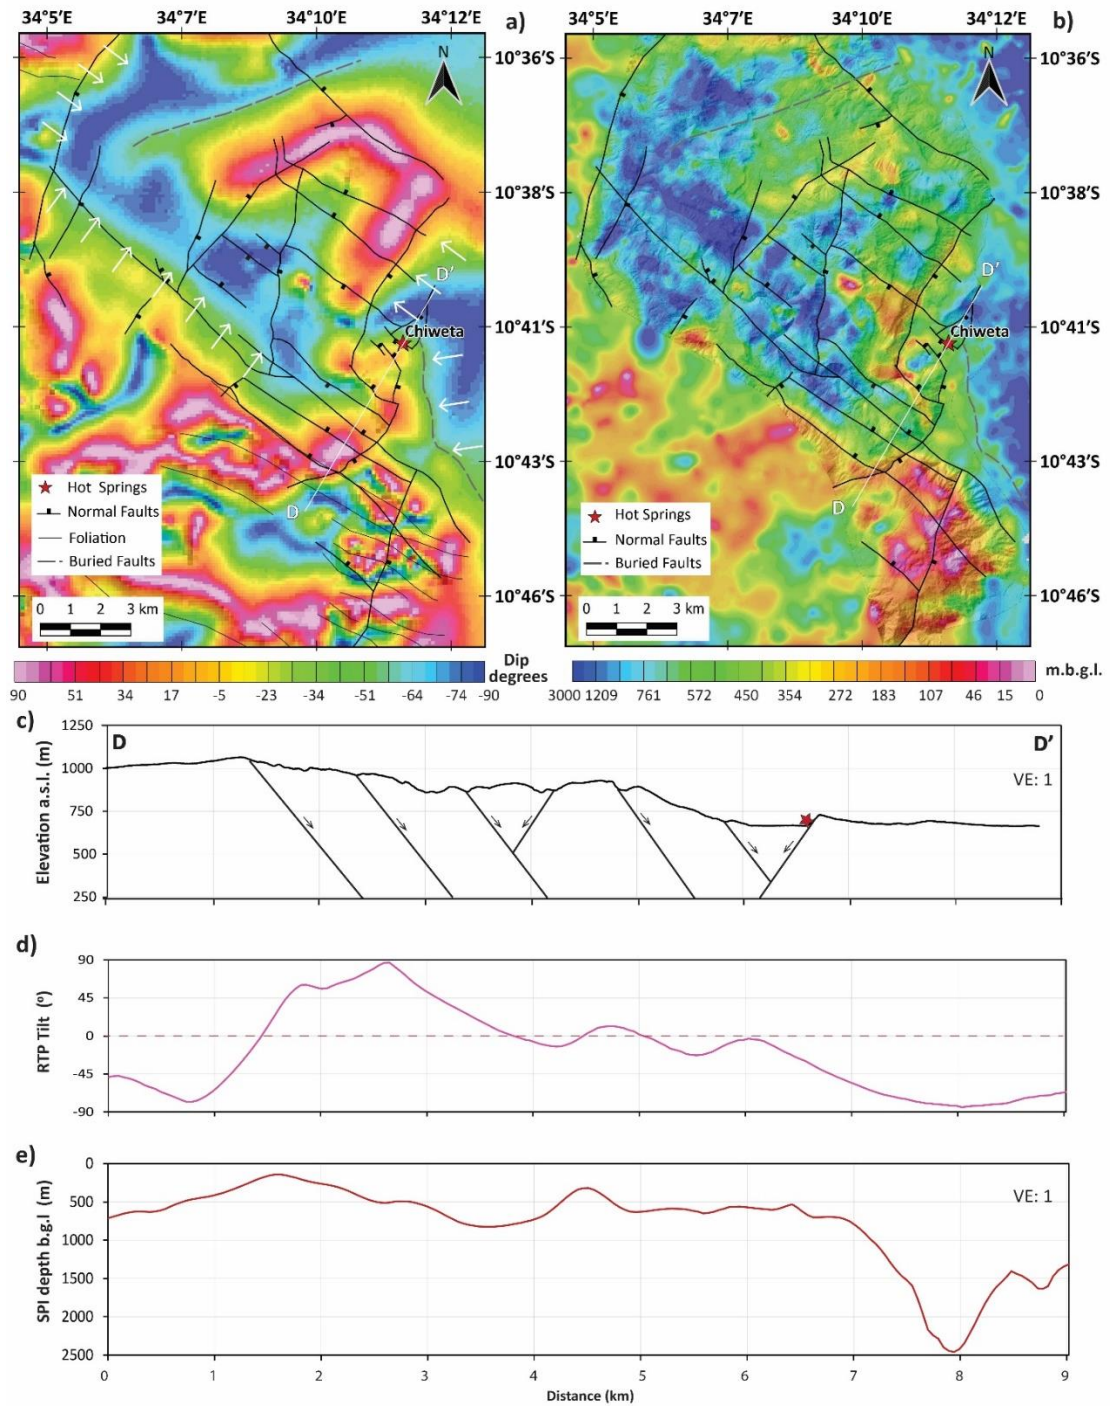 34°5'E 34°7'E 34°10'E 34°12'E 34°5'E 34°7'E 34°10'E 34°12'E
a) b)
N N
10°36'S 10°36'S
10°38'S 10°38'S
D' D'
10°41'S 10°41'S
Chiweta Chiweta
10°43'S 10°43'S
Hot Springs
Normal Faults
Foliation
Buried Faults
D
Hot Springs
Normal Faults
Buried Faults
D
10°46'S 10°46'S
0 1 2 3 km
0 1 2 3 km
90 51 34 17 -5 -23 -34 -51 -74 -90
Dip
degrees
3000 1209 761 572 450 354 272 183 107 46 15 0
m.b.g.l.
c)
D D'
VE: 1
Elevation a.s.l. (m)
1250
1000
750
500
250
d)
RTP Tilt (º)
90
45
0
-45
-90
e)
VE: 1
SPI depth b.g.l (m)
0
500
1000
1500
2000
2500
0 1 2 3 4 5 6 7 8 9
Distance (km)